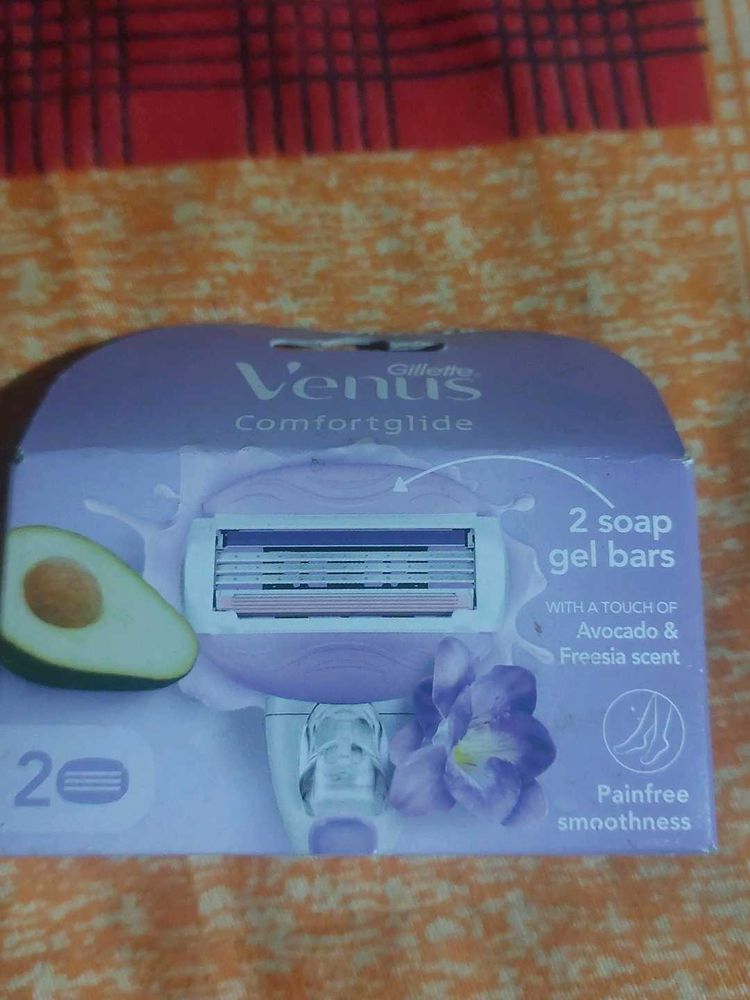 Gillette
Venus
Comfortglide
2 soap
gel bars
WITH A TOUCH OF
Avocado &
Freesia scent
2
Painfree
smoothness